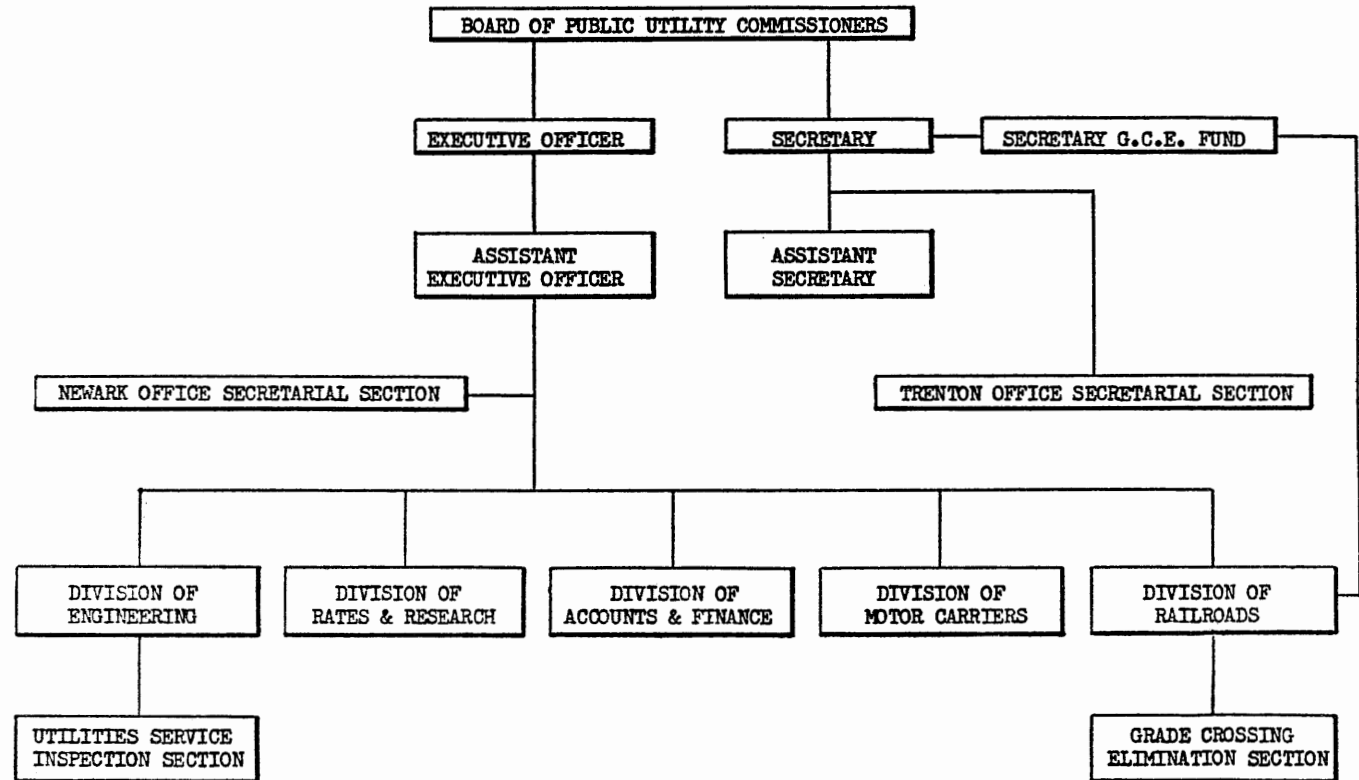 BOARD OF PUBLIC UTILITY COMMISSIONERS
EXECUTIVE OFFICER
SECRETARY
SECRETARY G.C.E. FUND
ASSISTANT
EXECUTIVE OFFICER
ASSISTANT
SECRETARY
NEWARK OFFICE SECRETARIAL SECTION
TRENTON OFFICE SECRETARIAL SECTION
DIVISION OF
ENGINEERING
DIVISION OF
RATES & RESEARCH
DIVISION OF
ACCOUNTS & FINANCE
DIVISION OF
MOTOR CARRIERS
DIVISION OF
RAILROADS
UTILITIES SERVICE
INSPECTION SECTION
GRADE CROSSING
ELIMINATION SECTION